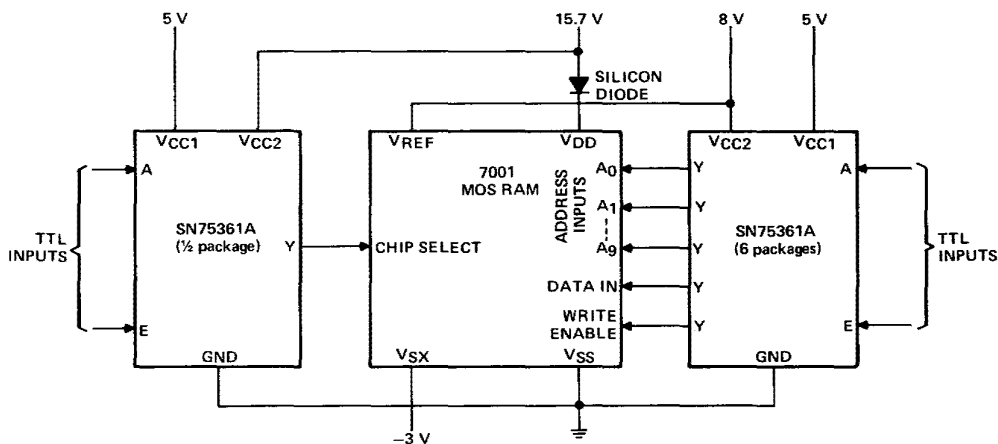 5 V
15.7 V
8 V
5 V
SILICON
DIODE
VCC1
VCC2
VREF
VDD
VCC2
VCC1
A
SN75361A
(½ package)
Y
E
GND
TTL
INPUTS
7001
MOS RAM
CHIP SELECT
ADDRESS
INPUTS
A0
A1
A9
DATA IN
WRITE
ENABLE
VSX
VSS
Y
Y
Y
Y
Y
SN75361A
(6 packages)
A
E
GND
TTL
INPUTS
–3 V